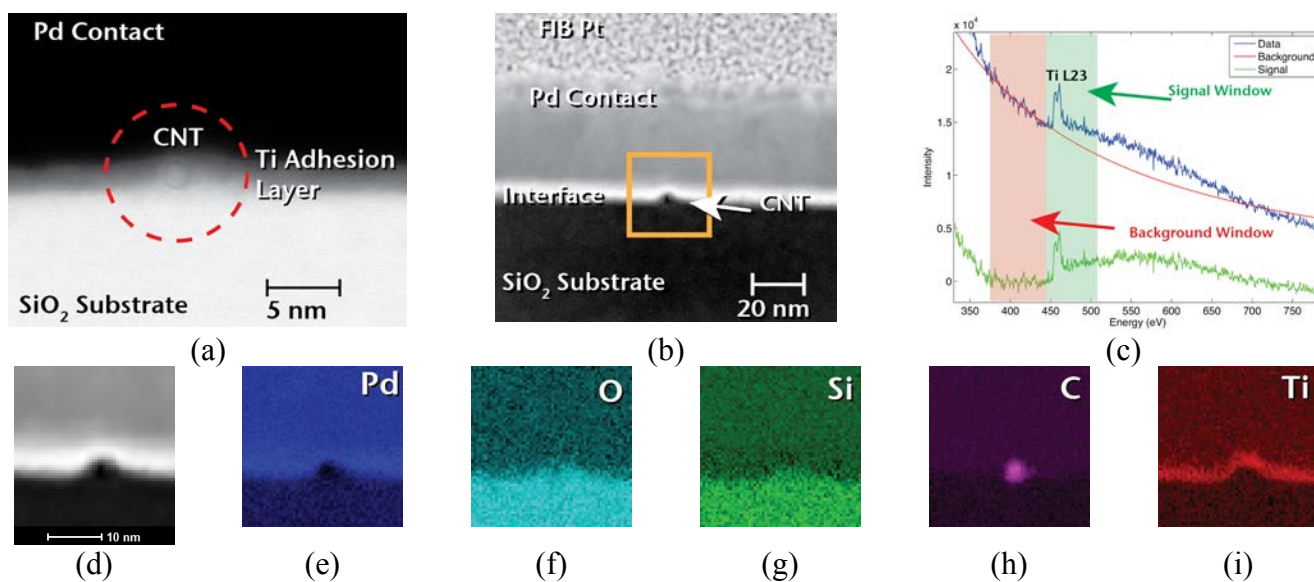 Pd Contact
CNT
Ti Adhesion
Layer
SiO2 Substrate
5 nm
(a)
FIB Pt
Pd Contact
Interface
CNT
SiO2 Substrate
20 nm
(b)
x 10^4
Data
Background
Signal
Ti L23
Signal Window
Background Window
2
1.5
1
0.5
0
Intensity
350 400 450 500 550 600 650 700 750
Energy (eV)
(c)
10 nm
(d)
Pd
(e)
O
(f)
Si
(g)
C
(h)
Ti
(i)